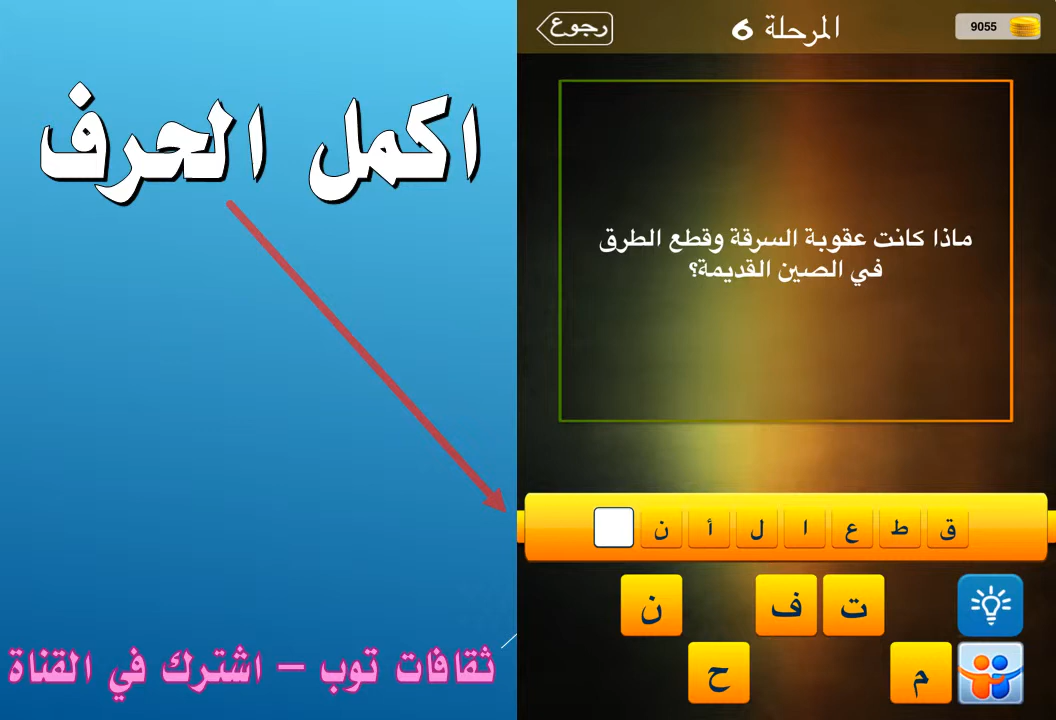 اكمل الحرف
ثقافات توب – اشترك في القناة
رجوع
المرحلة 6
9055
ماذا كانت عقوبة السرقة وقطع الطرق
في الصين القديمة؟
ق ط ع ا ل أ ن
ت ف ن
م ح